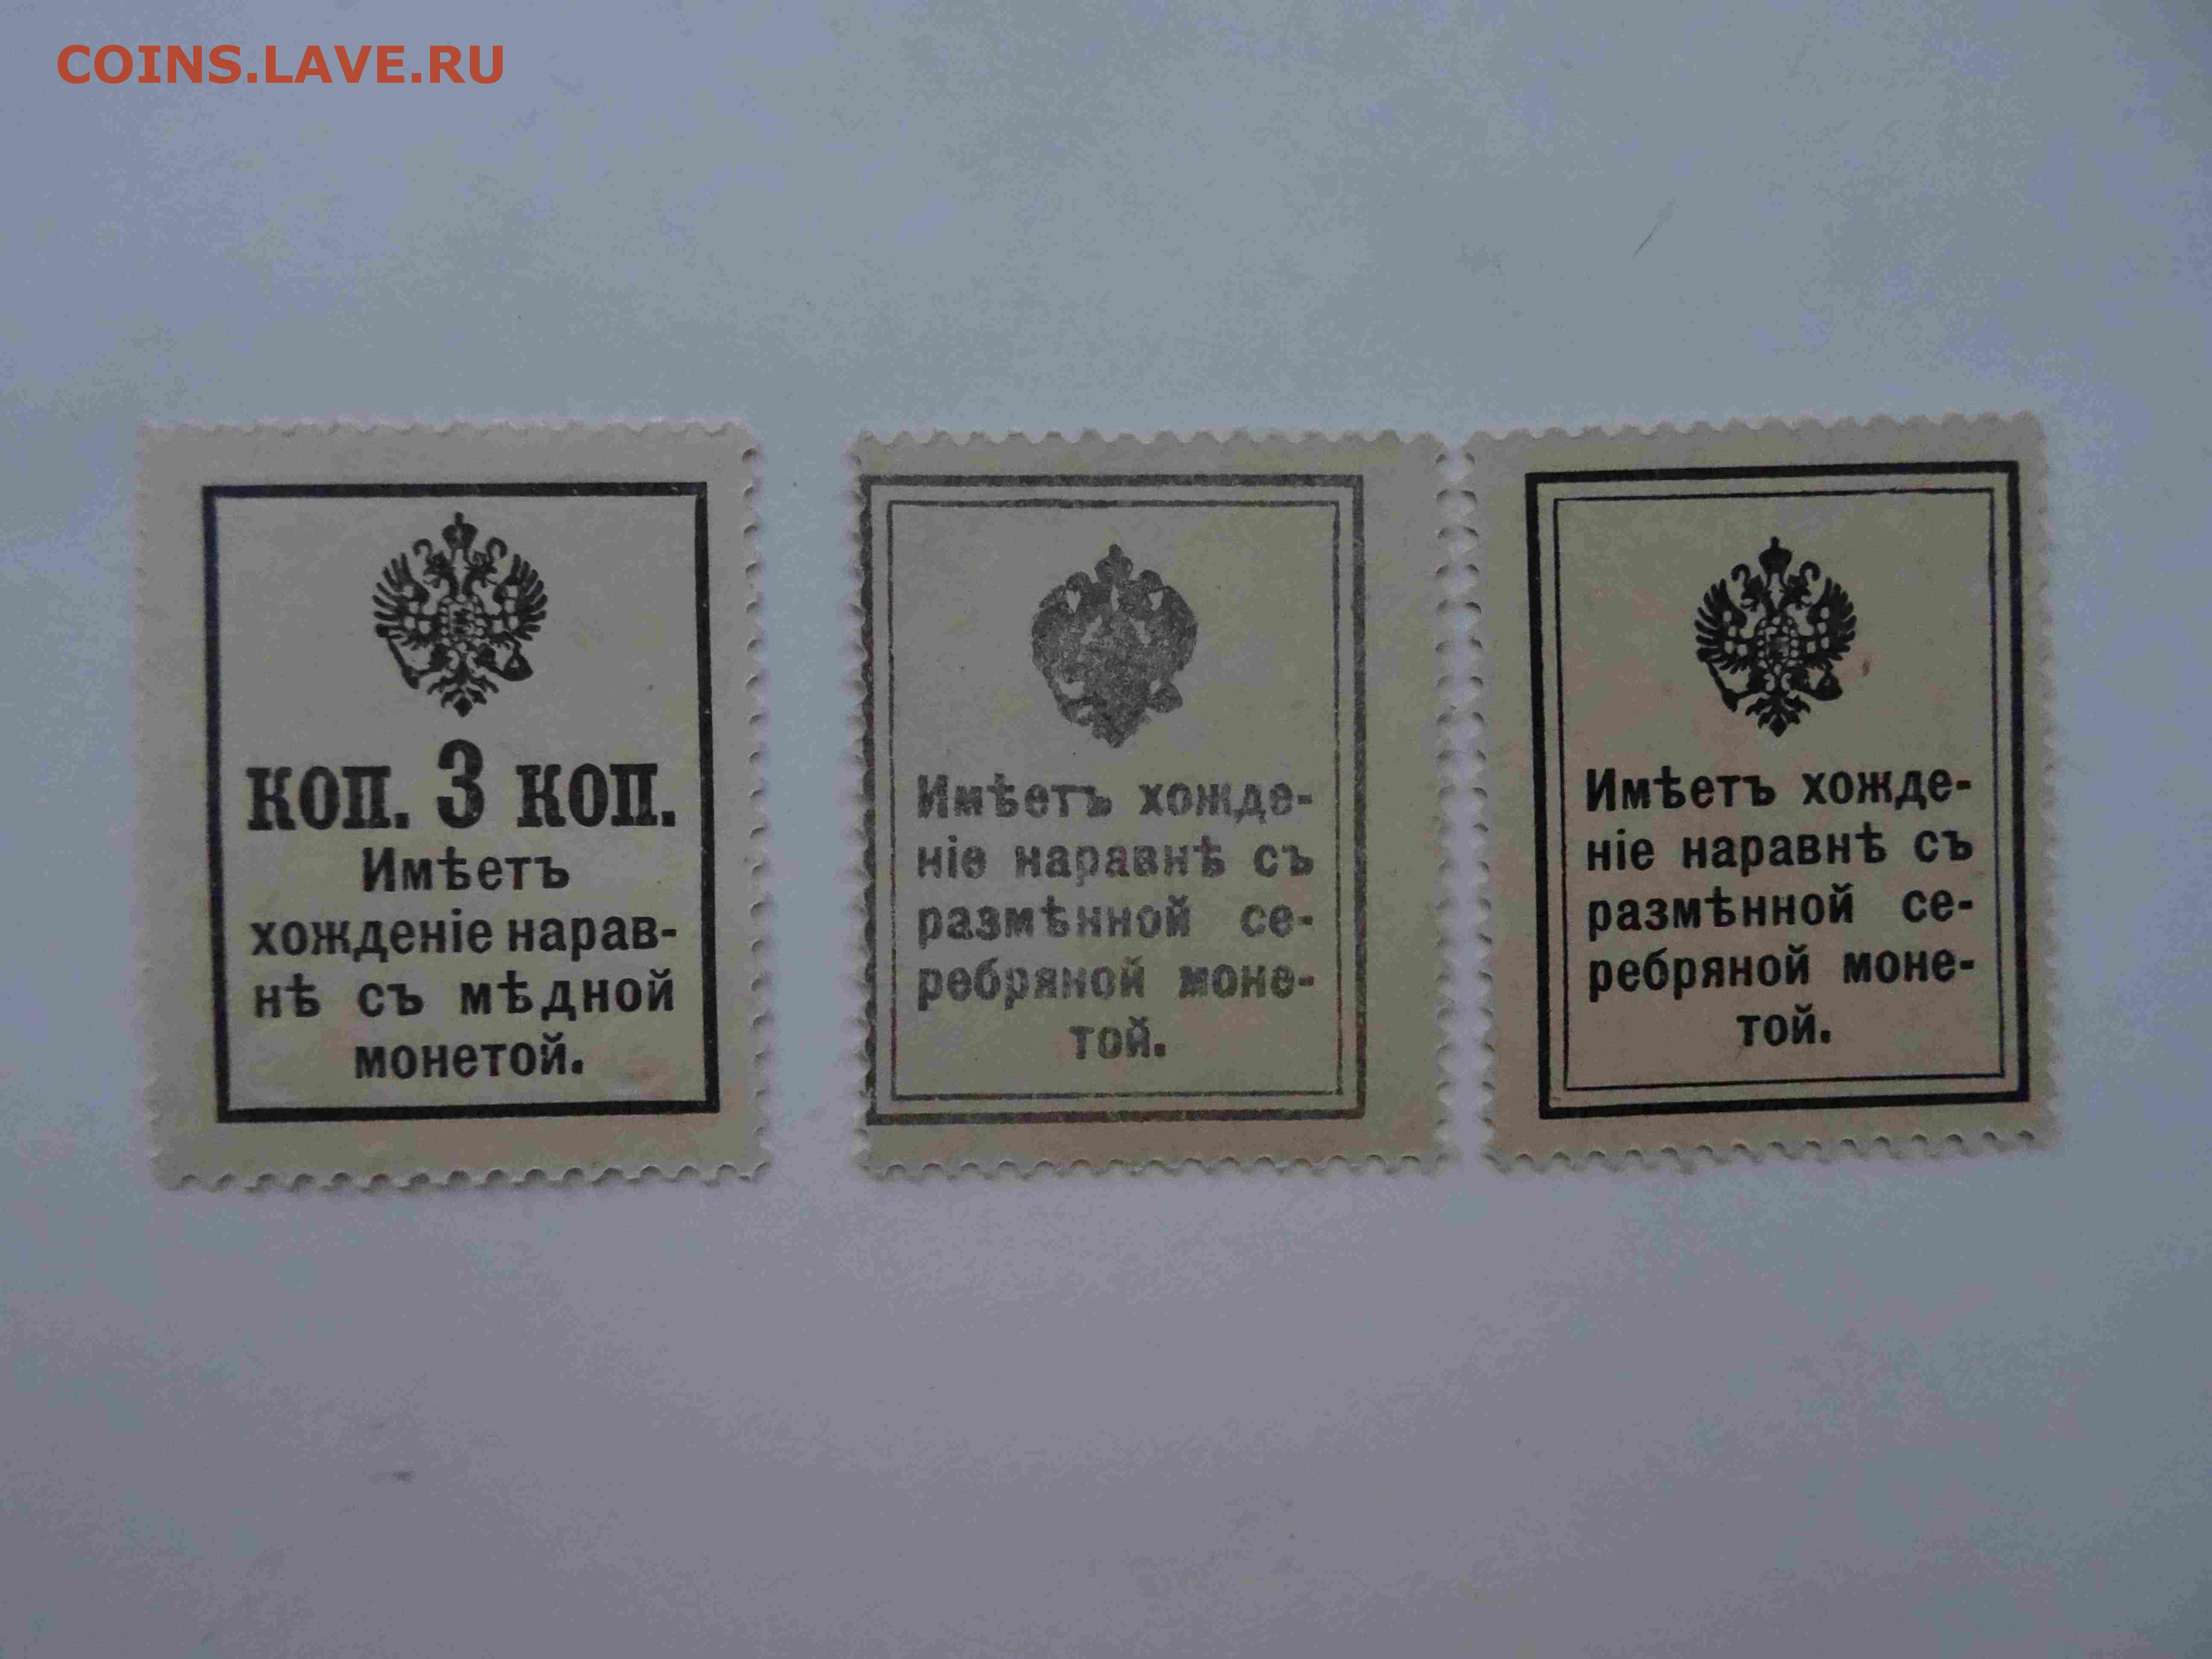 COINS.LAVE.RU
КОП. 3 КОП.
Имѣетъ
хожденіе нарав-
нѣ съ мѣдной
монетой.
Имѣетъ хожде-
ніе наравнѣ съ
размѣнной се-
ребряной моне-
той.
Имѣетъ хожде-
ніе наравнѣ съ
размѣнной се-
ребряной моне-
той.